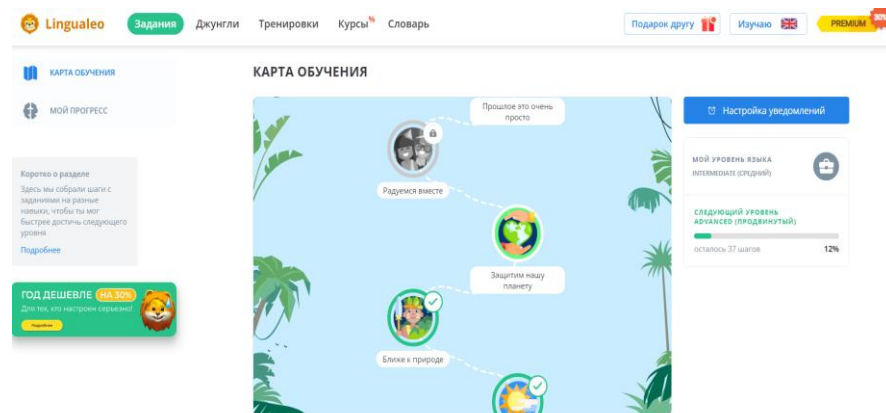 Lingualeo
Задания
Джунгли
Тренировки
Курсы%
Словарь
Подарок другу
Изучаю
PREMIUM
30%
КАРТА ОБУЧЕНИЯ
МОЙ ПРОГРЕСС
Коротко о разделе
Здесь мы собрали шаги с
заданиями на разные
навыки, чтобы ты мог
быстрее достичь следующего
уровня
Подробнее
ГОД ДЕШЕВЛЕ НА 30%
Для тех, кто настроен серьезно!
Подробнее
КАРТА ОБУЧЕНИЯ
Прошлое это очень
просто
Радуемся вместе
Защитим нашу
планету
Ближе к природе
Настройка уведомлений
МОЙ УРОВЕНЬ ЯЗЫКА
INTERMEDIATE (СРЕДНИЙ)
СЛЕДУЮЩИЙ УРОВЕНЬ
ADVANCED (ПРОДВИНУТЫЙ)
осталось 37 шагов 12%